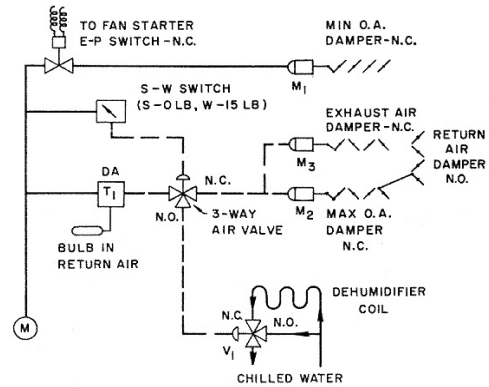 TO FAN STARTER
E-P SWITCH-N.C.
MIN O.A.
DAMPER-N.C.
M1
S-W SWITCH
(S-0 LB, W-15 LB)
EXHAUST AIR
DAMPER-N.C.
RETURN
AIR
DAMPER
N.O.
M3
DA
T1
N.C.
N.O.
3-WAY
AIR VALVE
M2
MAX O.A.
DAMPER
N.C.
BULB IN
RETURN AIR
DEHUMIDIFIER
COIL
N.C.
N.O.
V1
M
CHILLED WATER